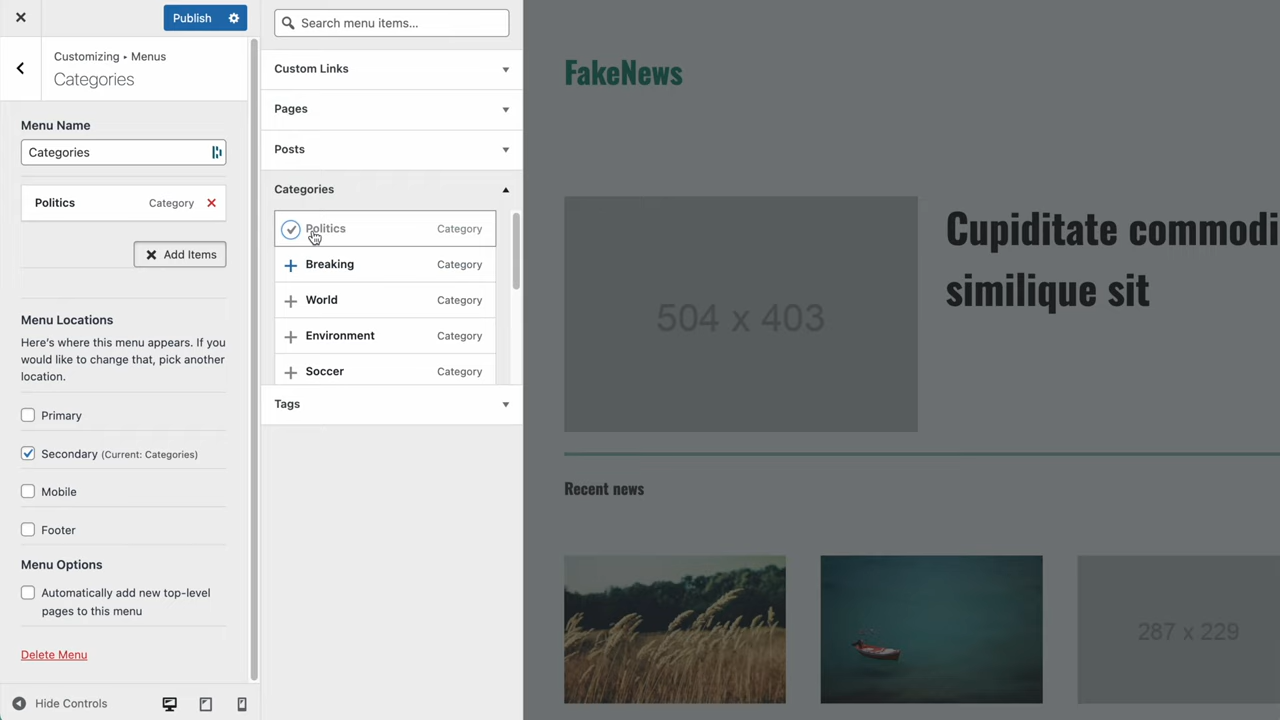 Publish
Customizing • Menus
Categories
Menu Name
Categories
Politics Category
Add Items
Menu Locations
Here's where this menu appears. If you
would like to change that, pick another
location.
Primary
Secondary (Current: Categories)
Mobile
Footer
Menu Options
Automatically add new top-level
pages to this menu
Delete Menu
Hide Controls
Search menu items...
Custom Links
Pages
Posts
Categories
Politics Category
Breaking Category
World Category
Environment Category
Soccer Category
Tags
FakeNews
504 x 403
Cupiditate commodi
similique sit
Recent news
287 x 229